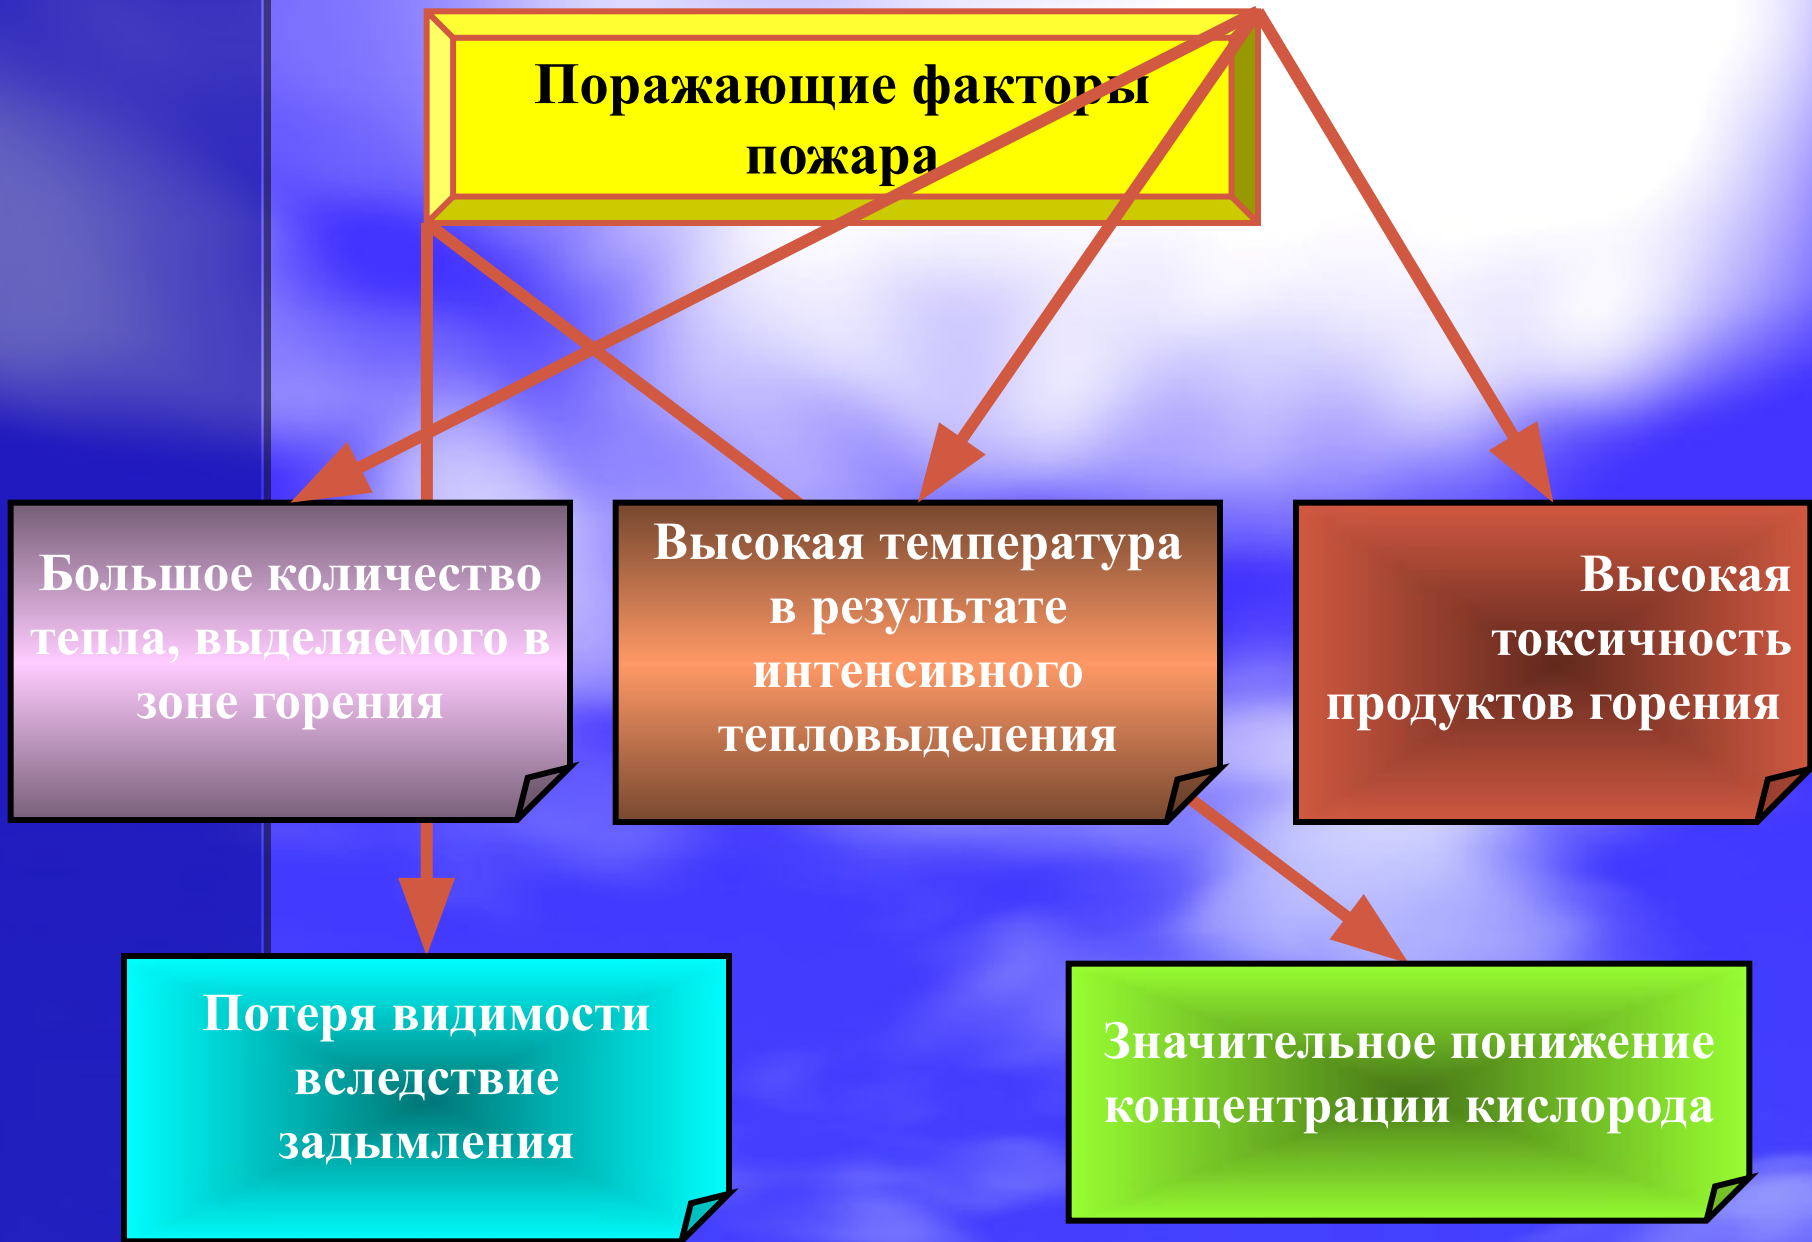 Поражающие факторы
пожара
Большое количество
тепла, выделяемого в
зоне горения
Высокая температура
в результате
интенсивного
тепловыделения
Высокая
токсичность
продуктов горения
Потеря видимости
вследствие
задымления
Значительное понижение
концентрации кислорода